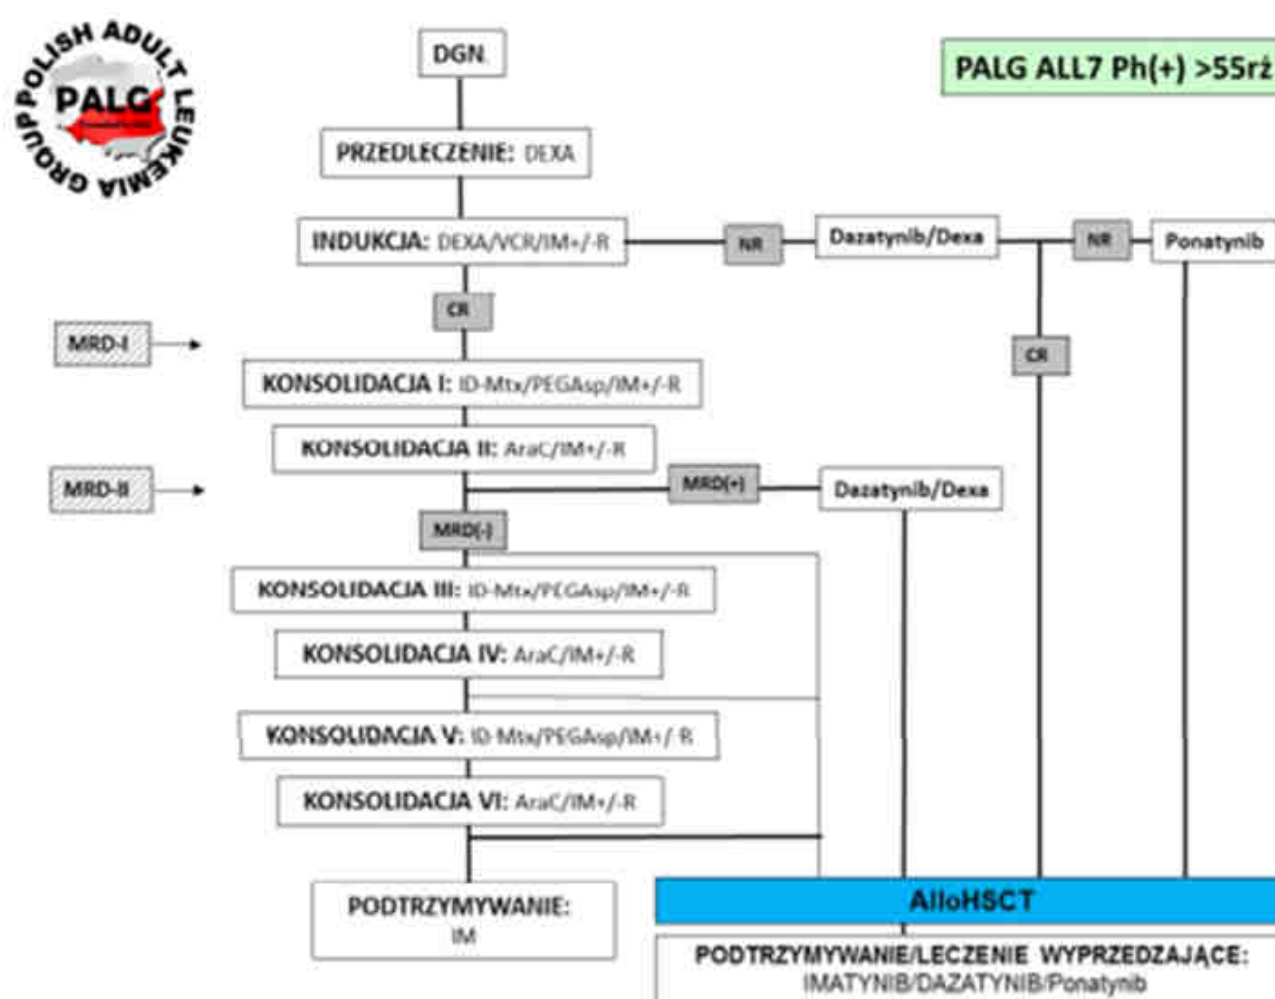 POLISH ADULT LEUKEMIA GROUP
PALG
DGN.
PALG ALL7 Ph(+) >55rż
PRZEDLECZENIE: DEXA
INDUKCJA: DEXA/VCR/IM+/-R
NR
Dazatynib/Dexa
NR
Ponatynib
CR
MRD-I
CR
KONSOLIDACJA I: ID-Mtx/PEGAsp/IM+/-R
KONSOLIDACJA II: AraC/IM+/-R
MRD-II
MRD(+)
Dazatynib/Dexa
MRD(-)
KONSOLIDACJA III: ID-Mtx/PEGAsp/IM+/-R
KONSOLIDACJA IV: AraC/IM+/-R
KONSOLIDACJA V: ID-Mtx/PEGAsp/IM+/-R
KONSOLIDACJA VI: AraC/IM+/-R
PODTRZYMYWANIE:
IM
AlloHSCT
PODTRZYMYWANIE/LECZENIE WYPRZEDZAJĄCE:
IMATYNIB/DAZATYNIB/Ponatynib